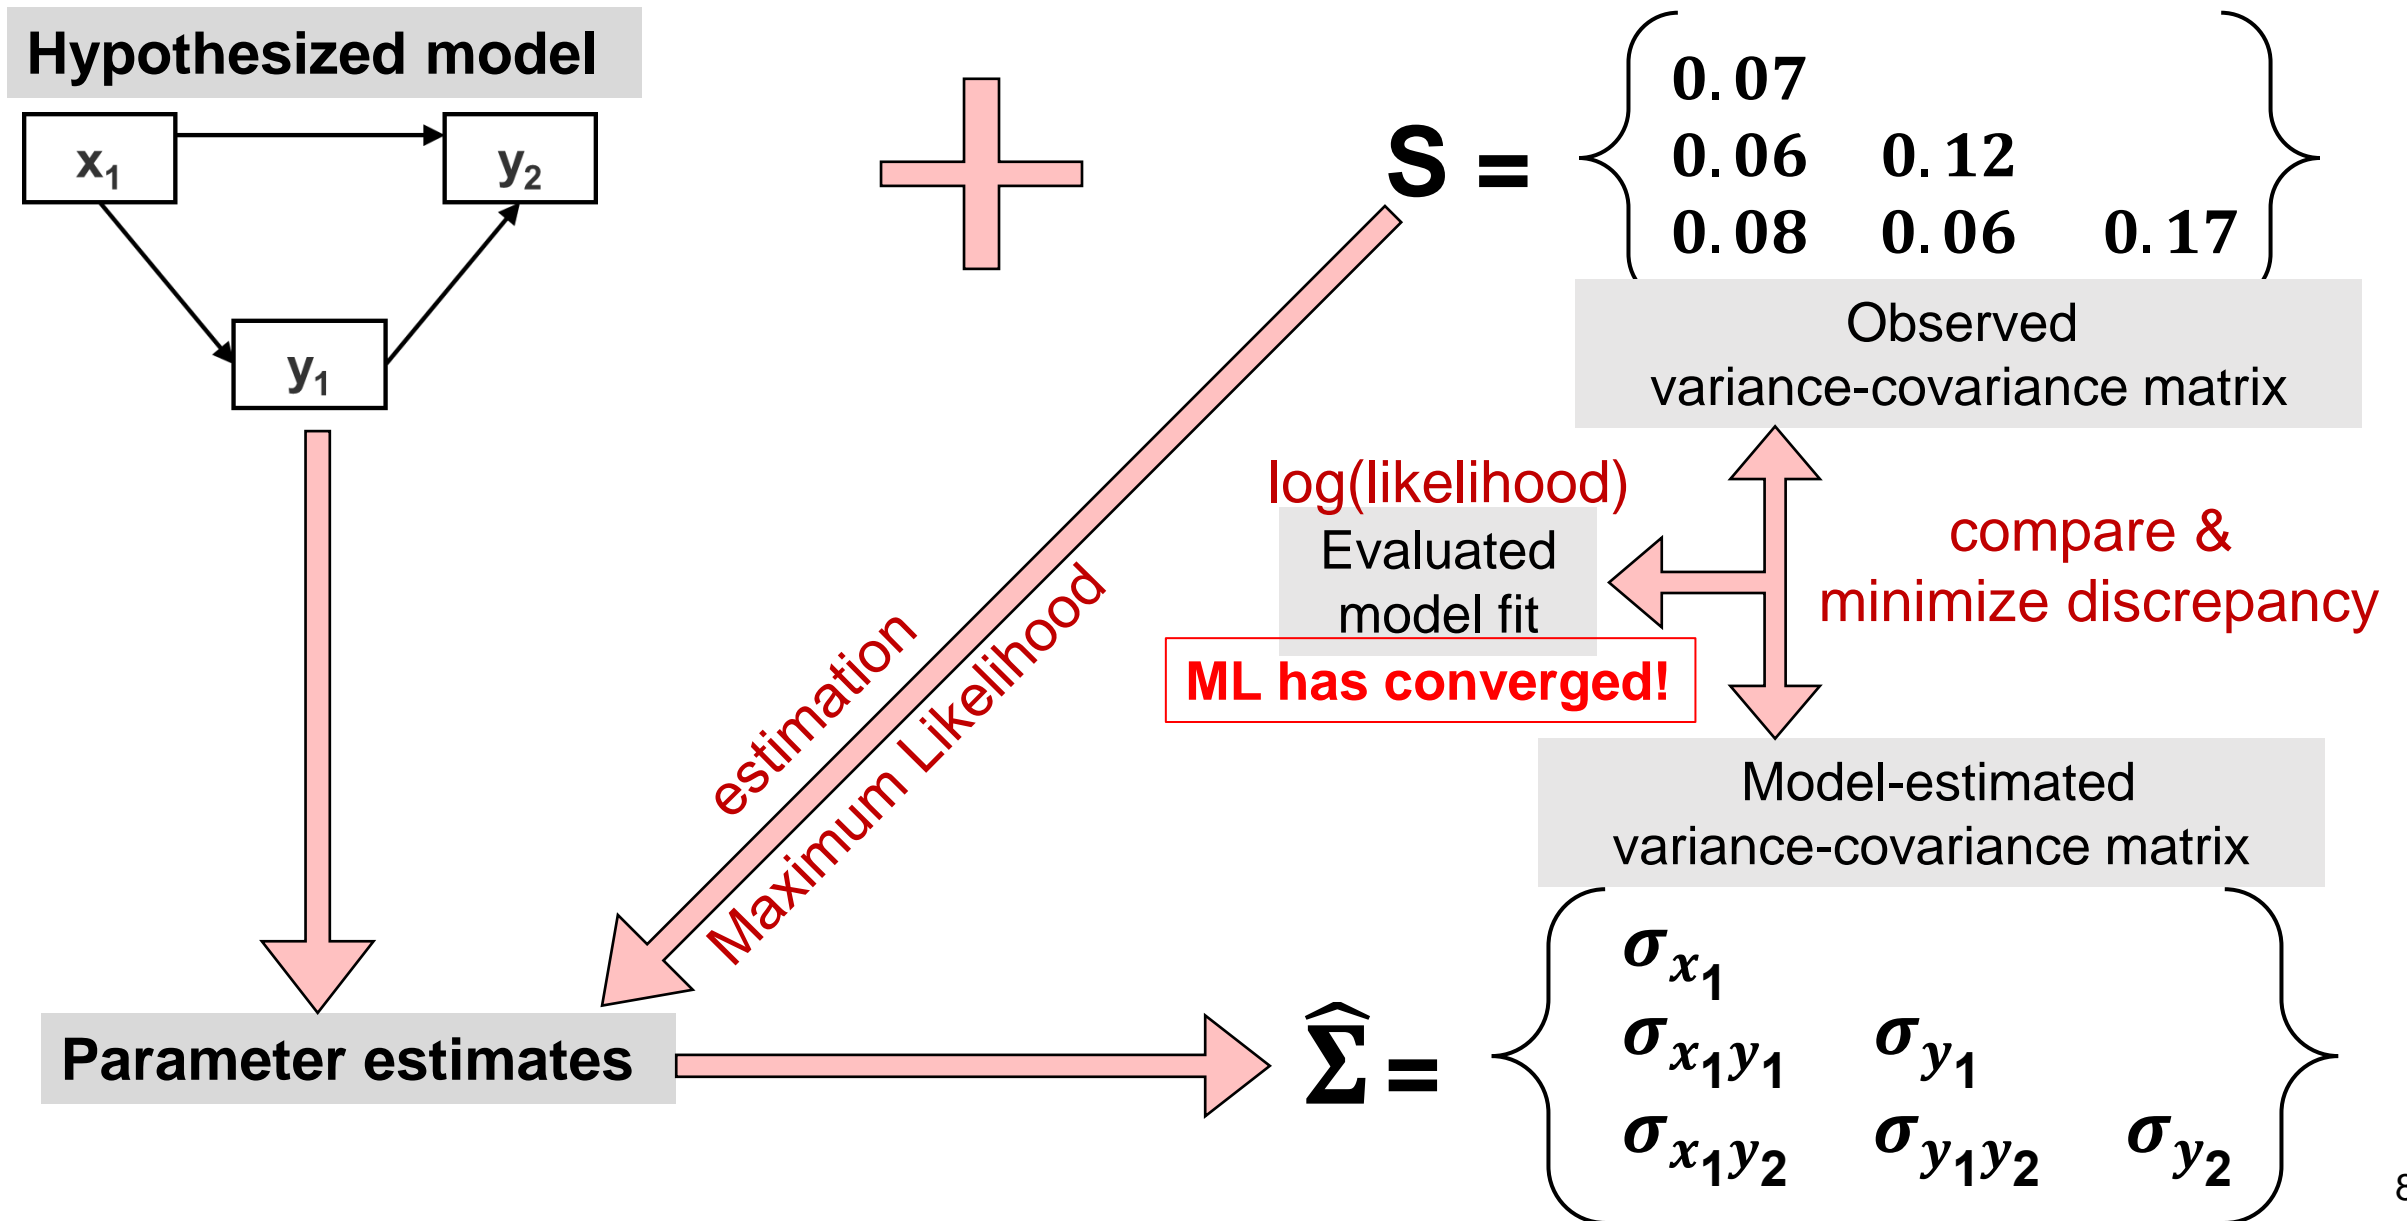 Hypothesized model
x₁
y₂
y₁
S =
0.07
0.06 0.12
0.08 0.06 0.17
Observed
variance-covariance matrix
log(likelihood)
Evaluated
model fit
ML has converged!
compare &
minimize discrepancy
estimation
Maximum Likelihood
Model-estimated
variance-covariance matrix
Parameter estimates
Σ̂ =
σx₁
σx₁y₁ σy₁
σx₁y₂ σy₁y₂ σy₂
8